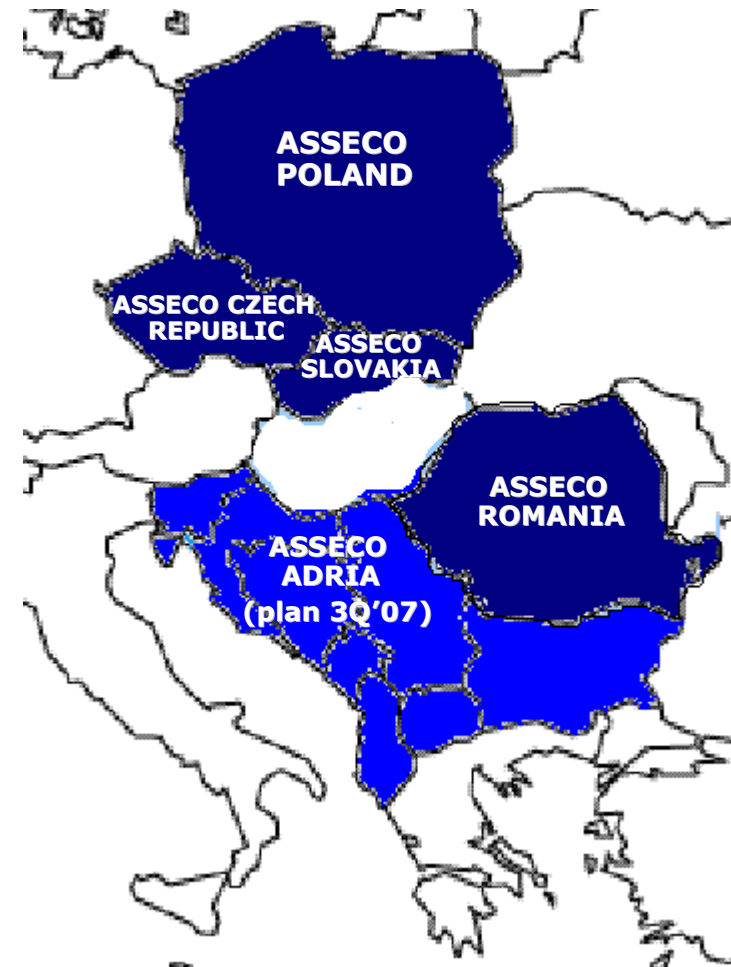 ASSECO
POLAND
ASSECO CZECH
REPUBLIC
ASSECO
SLOVAKIA
ASSECO
ROMANIA
ASSECO
ADRIA
(plan 3Q'07)